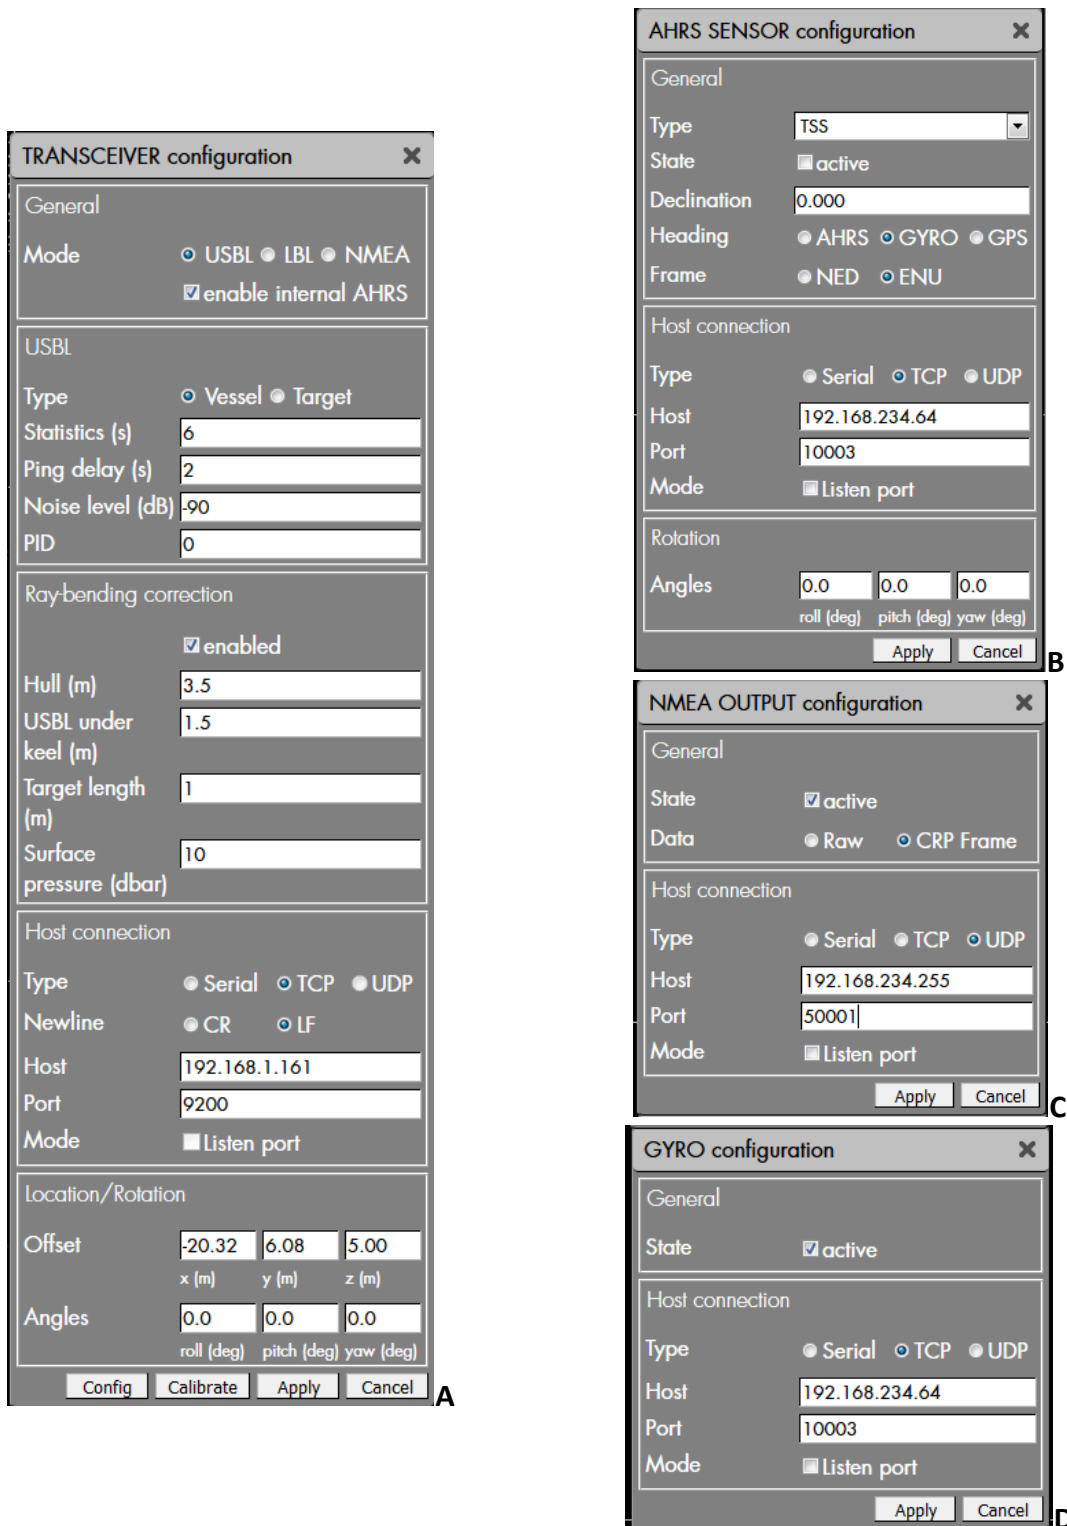 TRANSCEIVER configuration
General
Mode USBL LBL NMEA
enable internal AHRS
USBL
Type Vessel Target
Statistics (s) 6
Ping delay (s) 2
Noise level (dB) -90
PID 0
Ray-bending correction
enabled
Hull (m) 3.5
USBL under 1.5
keel (m)
Target length 1
(m)
Surface 10
pressure (dbar)
Host connection
Type Serial TCP UDP
Newline CR LF
Host 192.168.1.161
Port 9200
Mode Listen port
Location/Rotation
Offset -20.32 6.08 5.00
x (m) y (m) z (m)
Angles 0.0 0.0 0.0
roll (deg) pitch (deg) yaw (deg)
Config Calibrate Apply Cancel
A
AHRS SENSOR configuration
General
Type TSS
State active
Declination 0.000
Heading AHRS GYRO GPS
Frame NED ENU
Host connection
Type Serial TCP UDP
Host 192.168.234.64
Port 10003
Mode Listen port
Rotation
Angles 0.0 0.0 0.0
roll (deg) pitch (deg) yaw (deg)
Apply Cancel
B
NMEA OUTPUT configuration
General
State active
Data Raw CRP Frame
Host connection
Type Serial TCP UDP
Host 192.168.234.255
Port 50001
Mode Listen port
Apply Cancel
C
GYRO configuration
General
State active
Host connection
Type Serial TCP UDP
Host 192.168.234.64
Port 10003
Mode Listen port
Apply Cancel
D